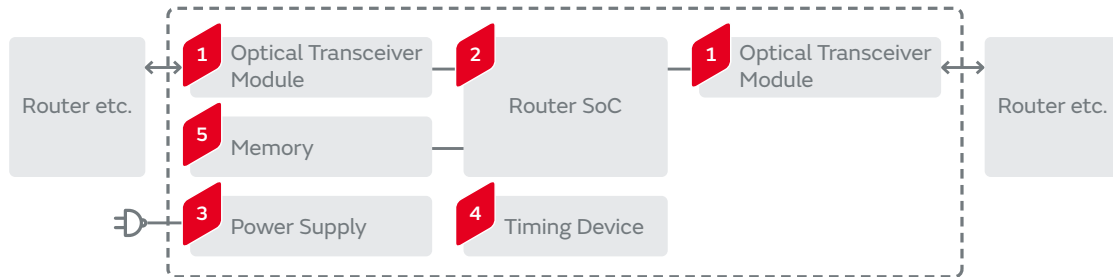 1
Optical Transceiver
Module
2
Router SoC
1
Optical Transceiver
Module
Router etc.
Router etc.
5
Memory
3
Power Supply
4
Timing Device